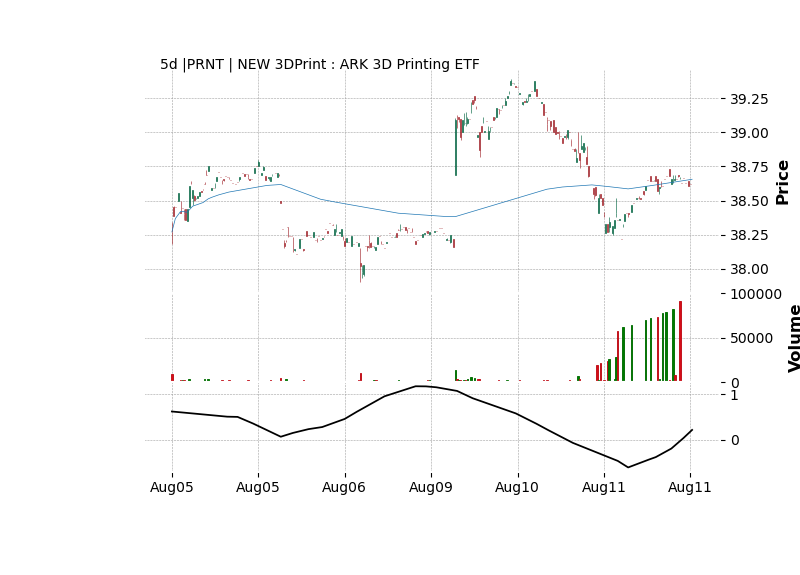 5d |PRNT | NEW 3DPrint : ARK 3D Printing ETF
39.25
39.00
38.75
38.50
38.25
38.00
Price
100000
50000
0
Volume
1
0
Aug05 Aug05 Aug06 Aug09 Aug10 Aug11 Aug11